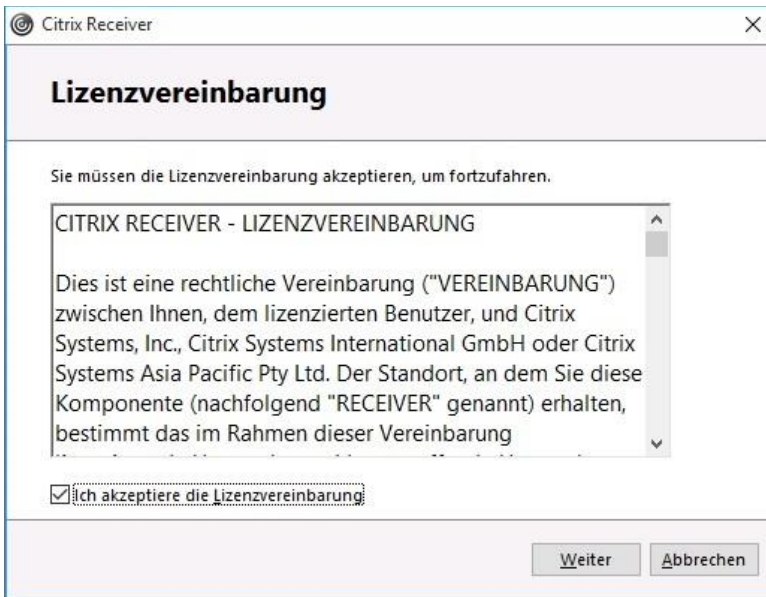 Citrix Receiver
Lizenzvereinbarung
Sie müssen die Lizenzvereinbarung akzeptieren, um fortzufahren.
CITRIX RECEIVER - LIZENZVEREINBARUNG
Dies ist eine rechtliche Vereinbarung ("VEREINBARUNG")
zwischen Ihnen, dem lizenzierten Benutzer, und Citrix
Systems, Inc., Citrix Systems International GmbH oder Citrix
Systems Asia Pacific Pty Ltd. Der Standort, an dem Sie diese
Komponente (nachfolgend "RECEIVER" genannt) erhalten,
bestimmt das im Rahmen dieser Vereinbarung
Ich akzeptiere die Lizenzvereinbarung
Weiter
Abbrechen